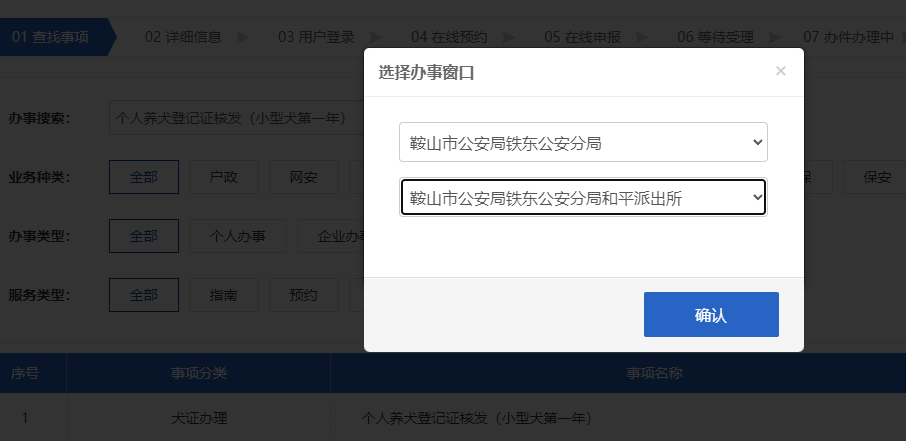 01 查找事项 02 详细信息 03 用户登录 04 在线预约 05 在线申报 06 等待受理 07 办件办理中
选择办事窗口 ×
办事搜索： 个人养犬登记证核发（小型犬第一年）
鞍山市公安局铁东公安分局
业务种类： 全部 户政 网安 保安
鞍山市公安局铁东公安分局和平派出所
办事类型： 全部 个人办事 企业办事
服务类型： 全部 指南 预约
确认
序号 事项分类 事项名称
1 犬证办理 个人养犬登记证核发（小型犬第一年）